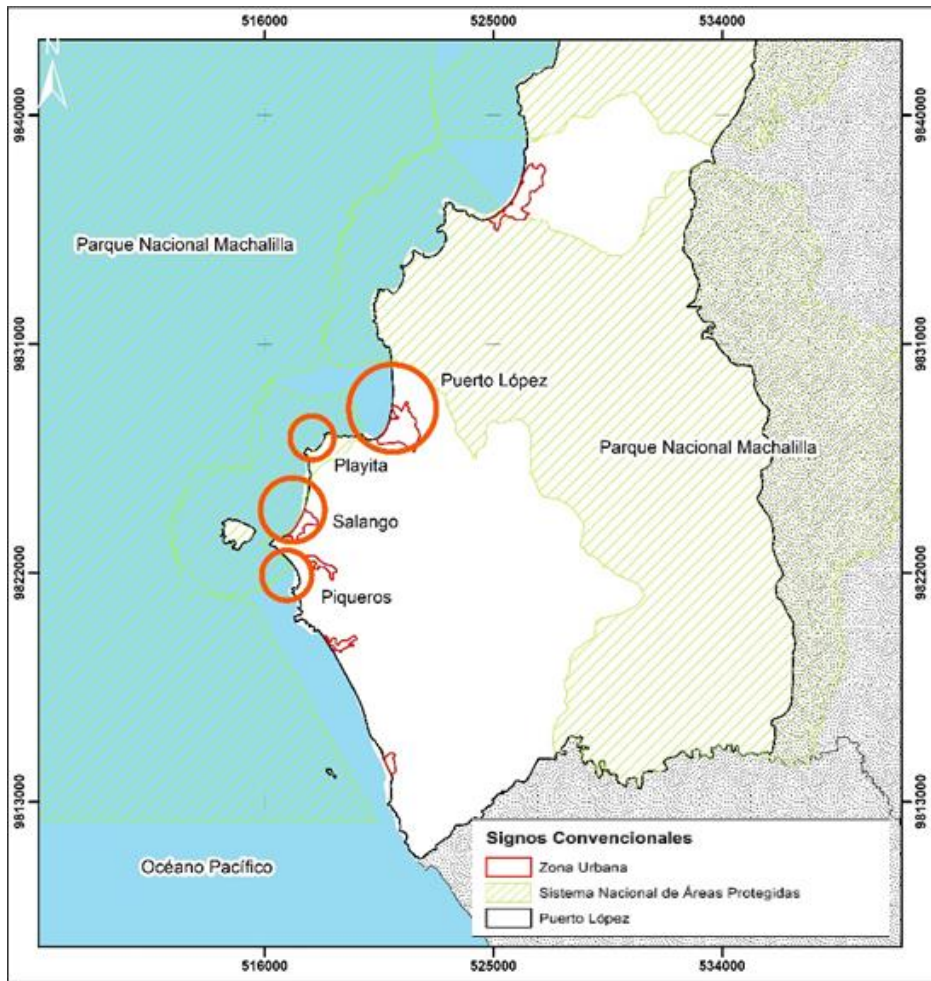 516000
525000
534000
N
9840000
9840000
Parque Nacional Machalilla
9831000
9831000
Puerto López
Parque Nacional Machalilla
Playita
Salango
9822000
9822000
Piqueros
9813000
9813000
Signos Convencionales
Océano Pacífico
Zona Urbana
Sistema Nacional de Áreas Protegidas
Puerto López
516000
525000
534000